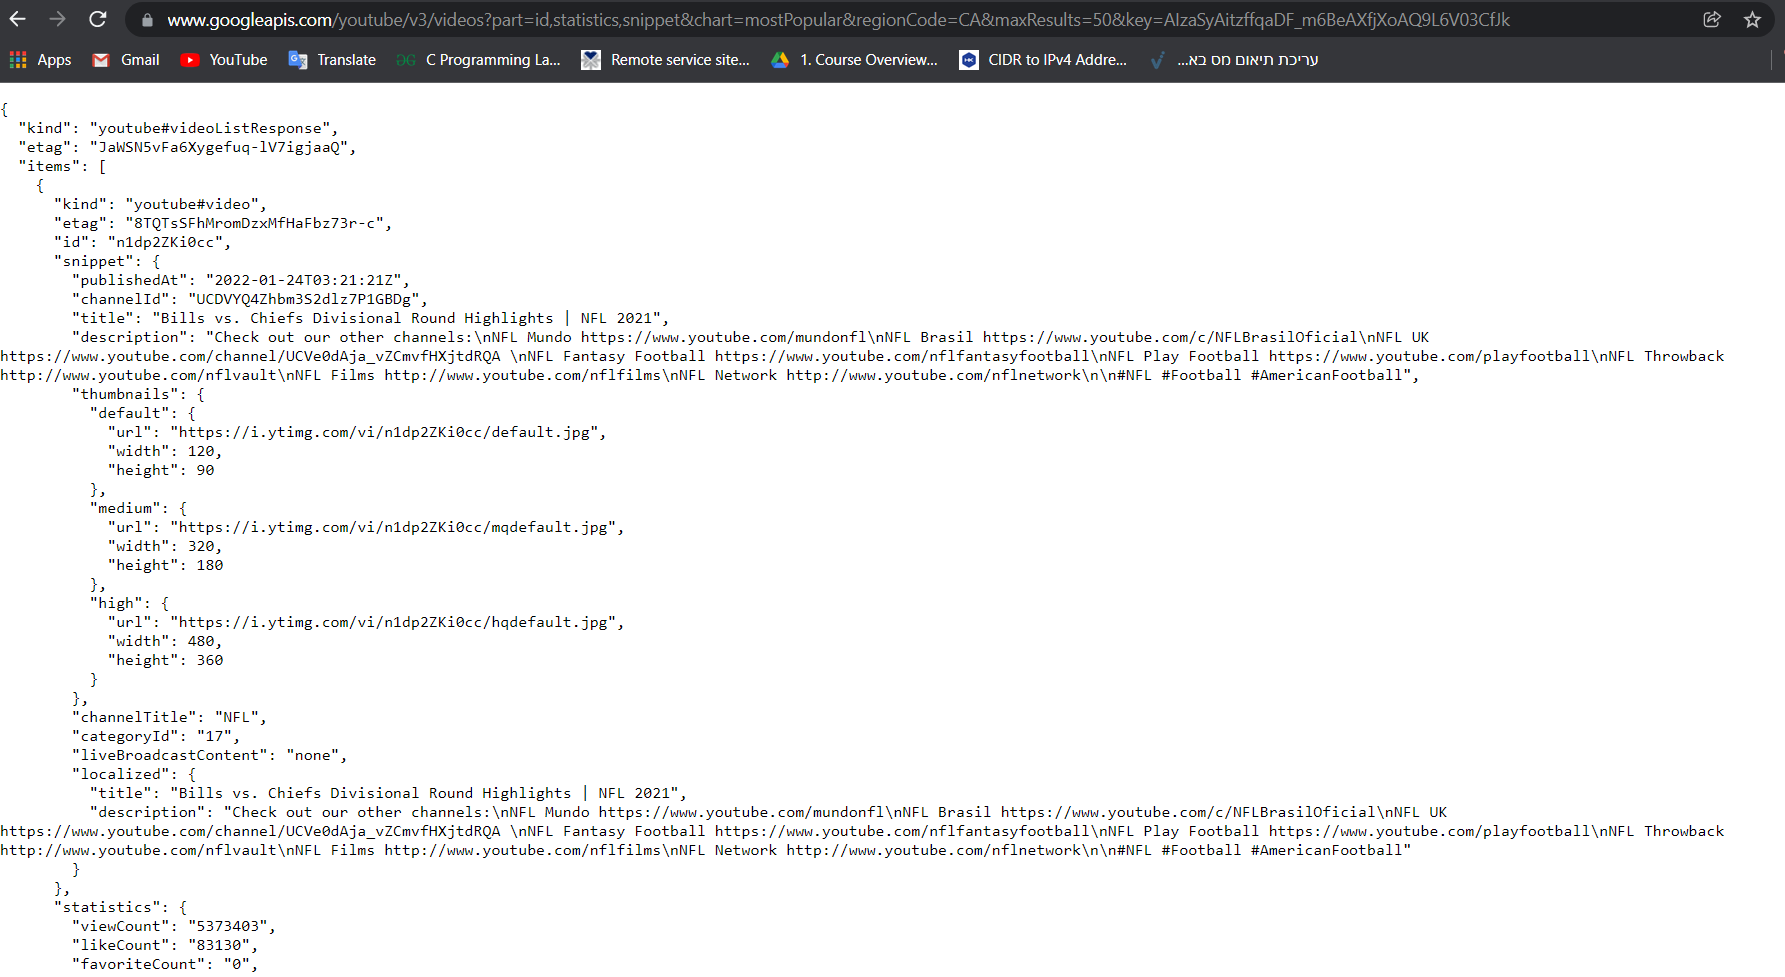 www.googleapis.com/youtube/v3/videos?part=id,statistics,snippet&chart=mostPopular&regionCode=CA&maxResults=50&key=AIzaSyAitzffqaDF_m6BeAXfjXoAQ9L6V03CfJk
Apps Gmail YouTube Translate C Programming La... Remote service site... 1. Course Overview... CIDR to IPv4 Addre... עריכת תיאום מס בא...
{
"kind": "youtube#videoListResponse",
"etag": "JaWSN5vFa6Xygefuq-lV7igjaaQ",
"items": [
{
"kind": "youtube#video",
"etag": "8TQTsSFhMromDzxMfHaFbz73r-c",
"id": "n1dp2ZKi0cc",
"snippet": {
"publishedAt": "2022-01-24T03:21:21Z",
"channelId": "UCDVYQ4Zhbm3S2dlz7P1GBDg",
"title": "Bills vs. Chiefs Divisional Round Highlights | NFL 2021",
"description": "Check out our other channels:\nNFL Mundo https://www.youtube.com/mundonfl\nNFL Brasil https://www.youtube.com/c/NFLBrasilOficial\nNFL UK
https://www.youtube.com/channel/UCVe0dAja_vZCmvfHXjtdRQA \nNFL Fantasy Football https://www.youtube.com/nflfantasyfootball\nNFL Play Football https://www.youtube.com/playfootball\nNFL Throwback
http://www.youtube.com/nflvault\nNFL Films http://www.youtube.com/nflfilms\nNFL Network http://www.youtube.com/nflnetwork\n\n#NFL #Football #AmericanFootball",
"thumbnails": {
"default": {
"url": "https://i.ytimg.com/vi/n1dp2ZKi0cc/default.jpg",
"width": 120,
"height": 90
},
"medium": {
"url": "https://i.ytimg.com/vi/n1dp2ZKi0cc/mqdefault.jpg",
"width": 320,
"height": 180
},
"high": {
"url": "https://i.ytimg.com/vi/n1dp2ZKi0cc/hqdefault.jpg",
"width": 480,
"height": 360
}
},
"channelTitle": "NFL",
"categoryId": "17",
"liveBroadcastContent": "none",
"localized": {
"title": "Bills vs. Chiefs Divisional Round Highlights | NFL 2021",
"description": "Check out our other channels:\nNFL Mundo https://www.youtube.com/mundonfl\nNFL Brasil https://www.youtube.com/c/NFLBrasilOficial\nNFL UK
https://www.youtube.com/channel/UCVe0dAja_vZCmvfHXjtdRQA \nNFL Fantasy Football https://www.youtube.com/nflfantasyfootball\nNFL Play Football https://www.youtube.com/playfootball\nNFL Throwback
http://www.youtube.com/nflvault\nNFL Films http://www.youtube.com/nflfilms\nNFL Network http://www.youtube.com/nflnetwork\n\n#NFL #Football #AmericanFootball"
}
},
"statistics": {
"viewCount": "5373403",
"likeCount": "83130",
"favoriteCount": "0",